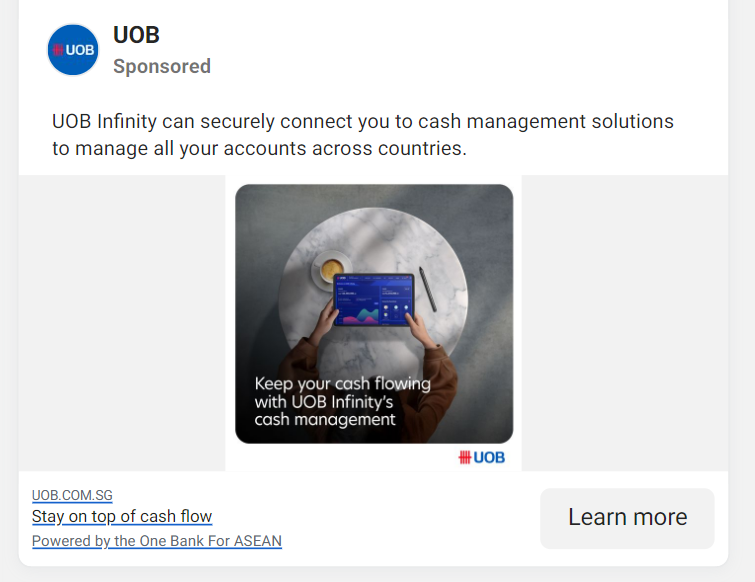 UOB
UOB
Sponsored
UOB Infinity can securely connect you to cash management solutions
to manage all your accounts across countries.
Keep your cash flowing
with UOB Infinity's
cash management
UOB
UOB.COM.SG
Stay on top of cash flow
Powered by the One Bank For ASEAN
Learn more